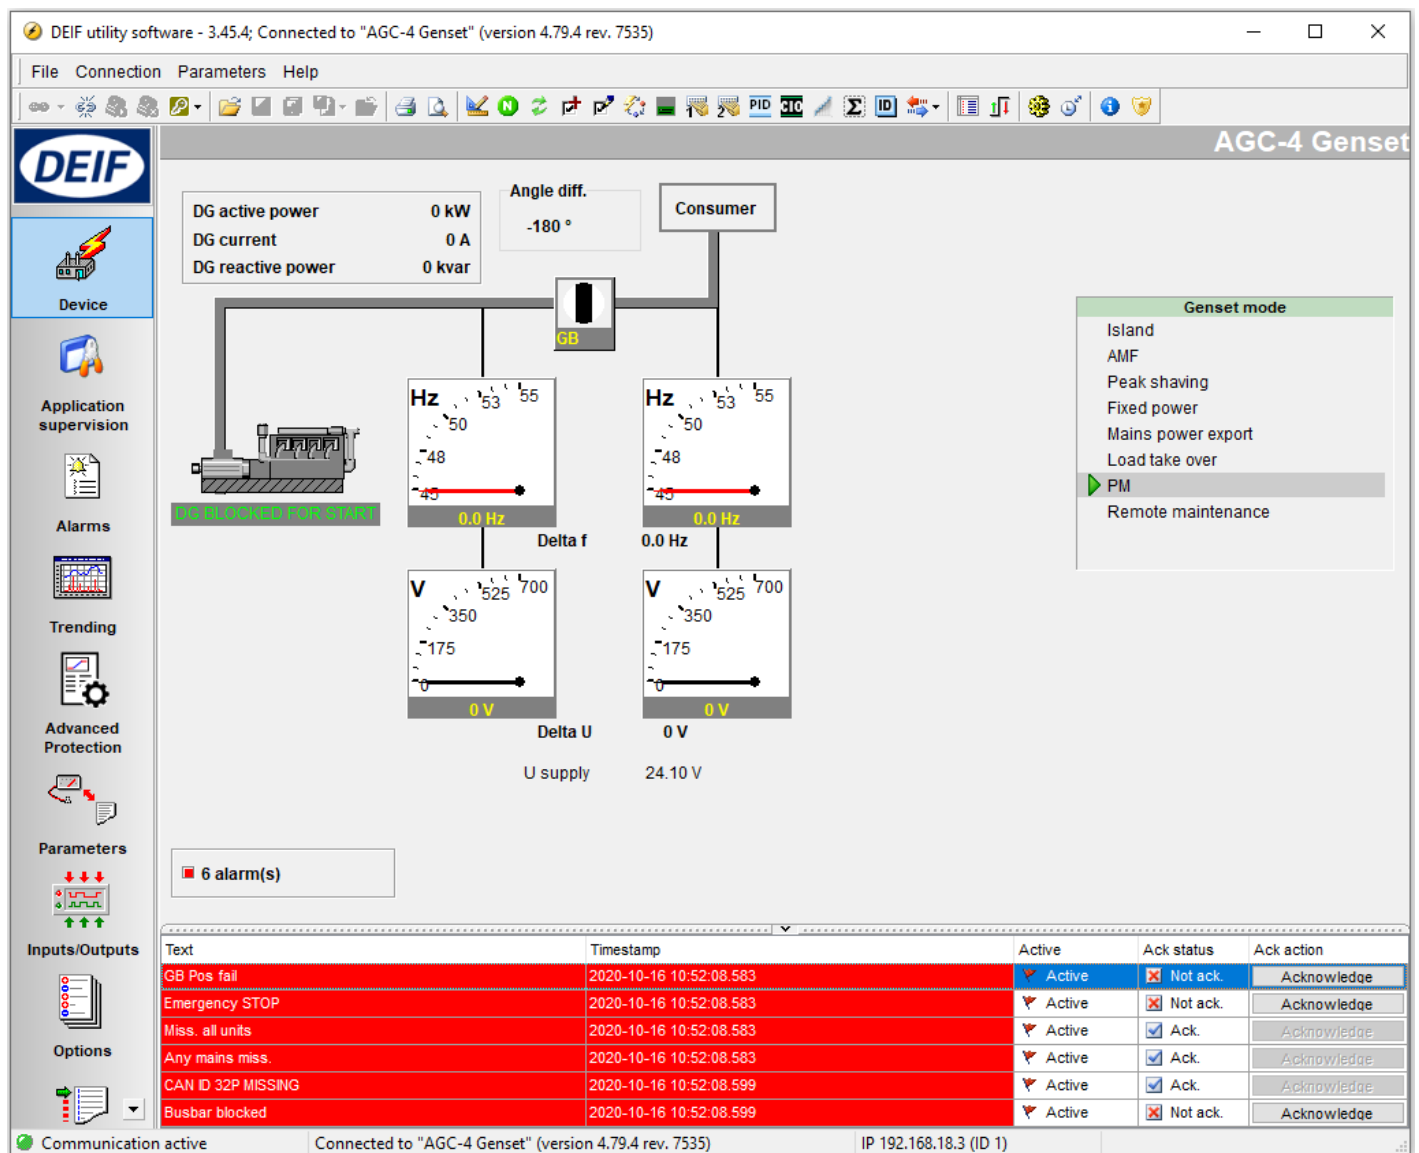 DEIF utility software - 3.45.4; Connected to "AGC-4 Genset" (version 4.79.4 rev. 7535)
File Connection Parameters Help
PID CIO Σ ID
DEIF
AGC-4 Genset
DG active power 0 kW
DG current 0 A
DG reactive power 0 kvar
Angle diff.
-180 °
Consumer
GB
Device
Application
supervision
Alarms
Trending
Advanced
Protection
Parameters
Inputs/Outputs
Options
Genset mode
Island
AMF
Peak shaving
Fixed power
Mains power export
Load take over
PM
Remote maintenance
DG BLOCKED FOR START
Hz 45 48 50 53 55
0.0 Hz
Hz 45 48 50 53 55
0.0 Hz
Delta f 0.0 Hz
V 0 175 350 525 700
0 V
V 0 175 350 525 700
0 V
Delta U 0 V
U supply 24.10 V
6 alarm(s)
Text Timestamp Active Ack status Ack action
GB Pos fail 2020-10-16 10:52:08.583 Active Not ack. Acknowledge
Emergency STOP 2020-10-16 10:52:08.583 Active Not ack. Acknowledge
Miss. all units 2020-10-16 10:52:08.583 Active Ack. Acknowledge
Any mains miss. 2020-10-16 10:52:08.583 Active Ack. Acknowledge
CAN ID 32P MISSING 2020-10-16 10:52:08.599 Active Ack. Acknowledge
Busbar blocked 2020-10-16 10:52:08.599 Active Not ack. Acknowledge
Communication active Connected to "AGC-4 Genset" (version 4.79.4 rev. 7535) IP 192.168.18.3 (ID 1)